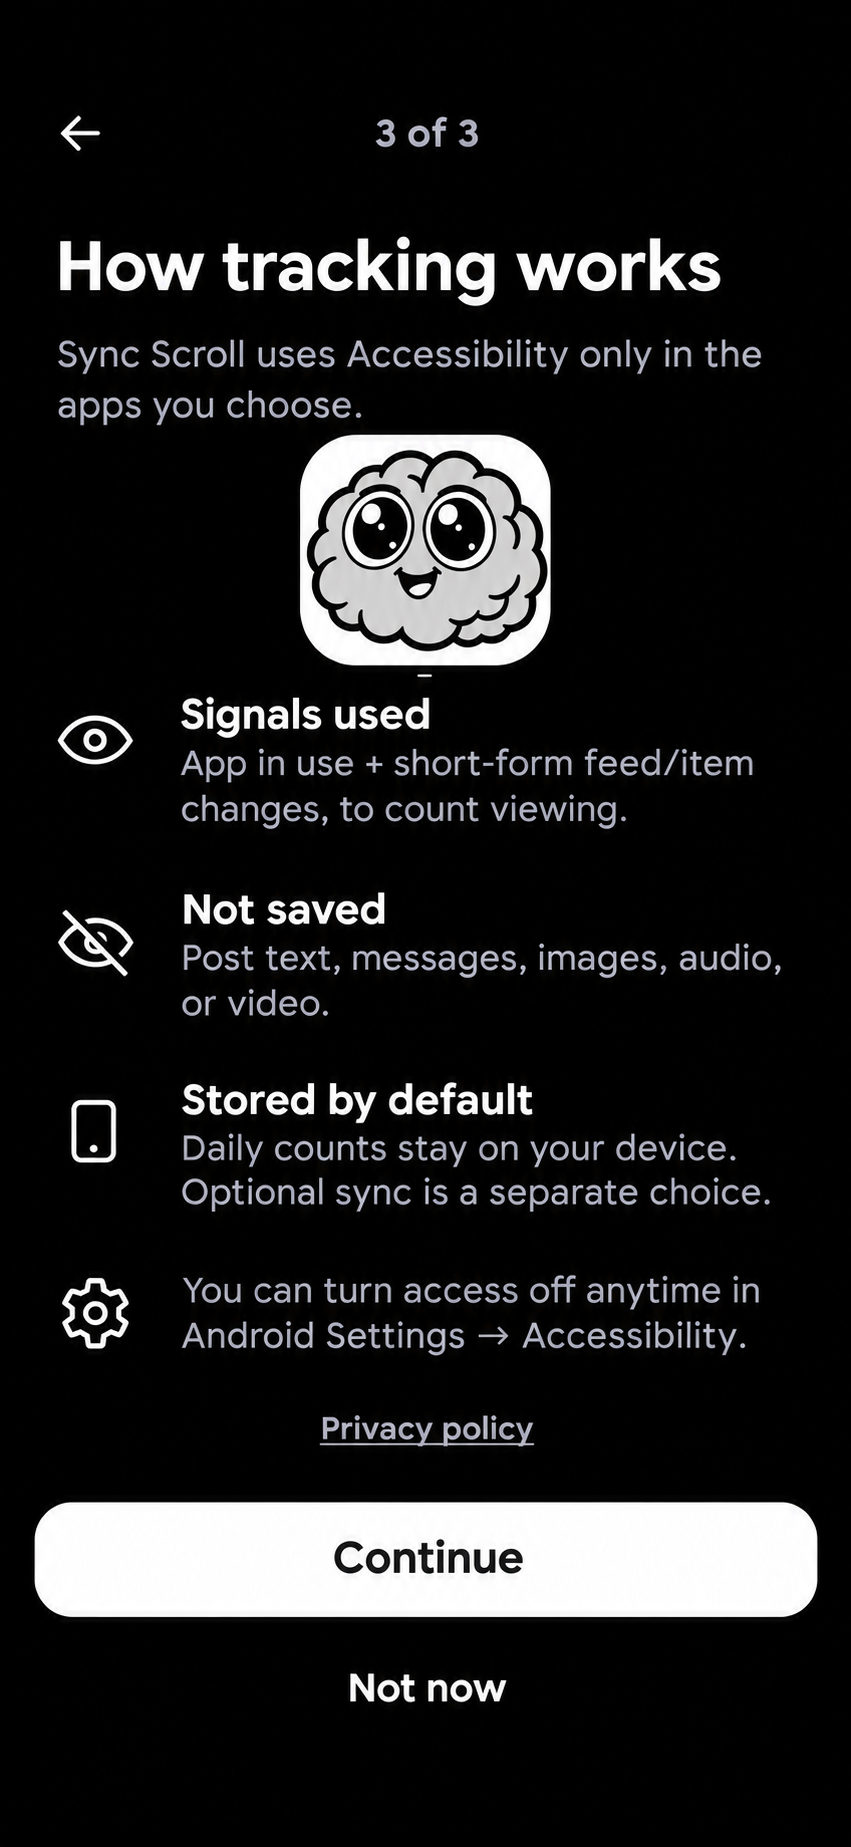 3 of 3
How tracking works
Sync Scroll uses Accessibility only in the
apps you choose.
Signals used
App in use + short-form feed/item
changes, to count viewing.
Not saved
Post text, messages, images, audio,
or video.
Stored by default
Daily counts stay on your device.
Optional sync is a separate choice.
You can turn access off anytime in
Android Settings → Accessibility.
Privacy policy
Continue
Not now